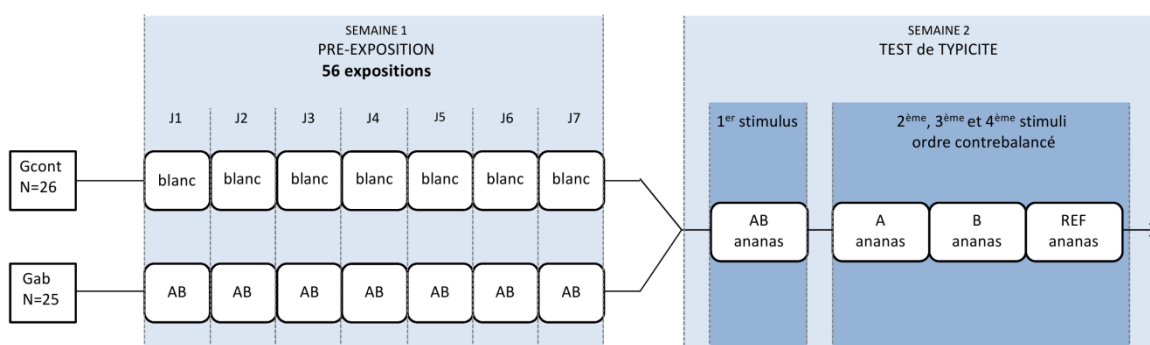 SEMAINE 1
PRE-EXPOSITION
56 expositions
J1 J2 J3 J4 J5 J6 J7
Gcont
N=26
blanc blanc blanc blanc blanc blanc blanc
Gab
N=25
AB AB AB AB AB AB AB
SEMAINE 2
TEST de TYPICITE
1er stimulus
2ème, 3ème et 4ème stimuli
ordre contrebalancé
AB
ananas
A
ananas
B
ananas
REF
ananas